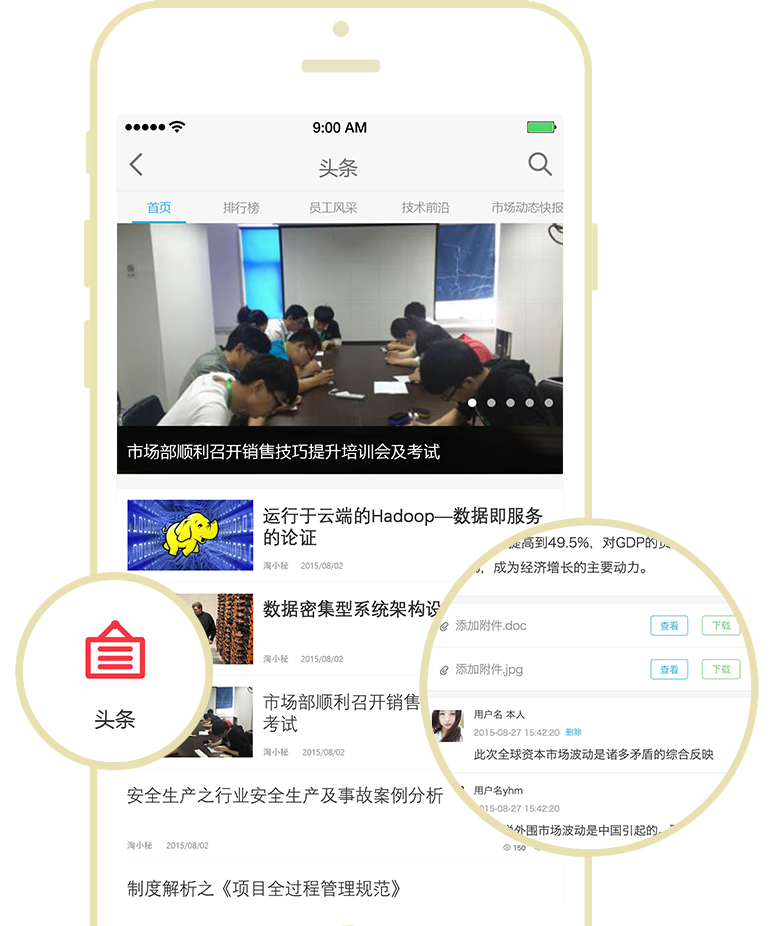 9:00 AM
头条
首页 排行榜 员工风采 技术前沿 市场动态快报
市场部顺利召开销售技巧提升培训会及考试
运行于云端的Hadoop—数据即服务
的论证
淘小秘 2015/08/02
数据密集型系统架构设
淘小秘 2015/08/02
市场部顺利召开销售
考试
淘小秘 2015/08/02
安全生产之行业安全生产及事故案例分析
淘小秘 2015/08/02
150
制度解析之《项目全过程管理规范》
头条
提高到49.5%，对GDP的
，成为经济增长的主要动力。
添加附件.doc 查看 下载
添加附件.jpg 查看 下载
用户名 本人
2015-08-27 15:42:20 删除
此次全球资本市场波动是诸多矛盾的综合反映
用户名yhm
2015-08-27 15:42:20
外围市场波动是中国引起的。